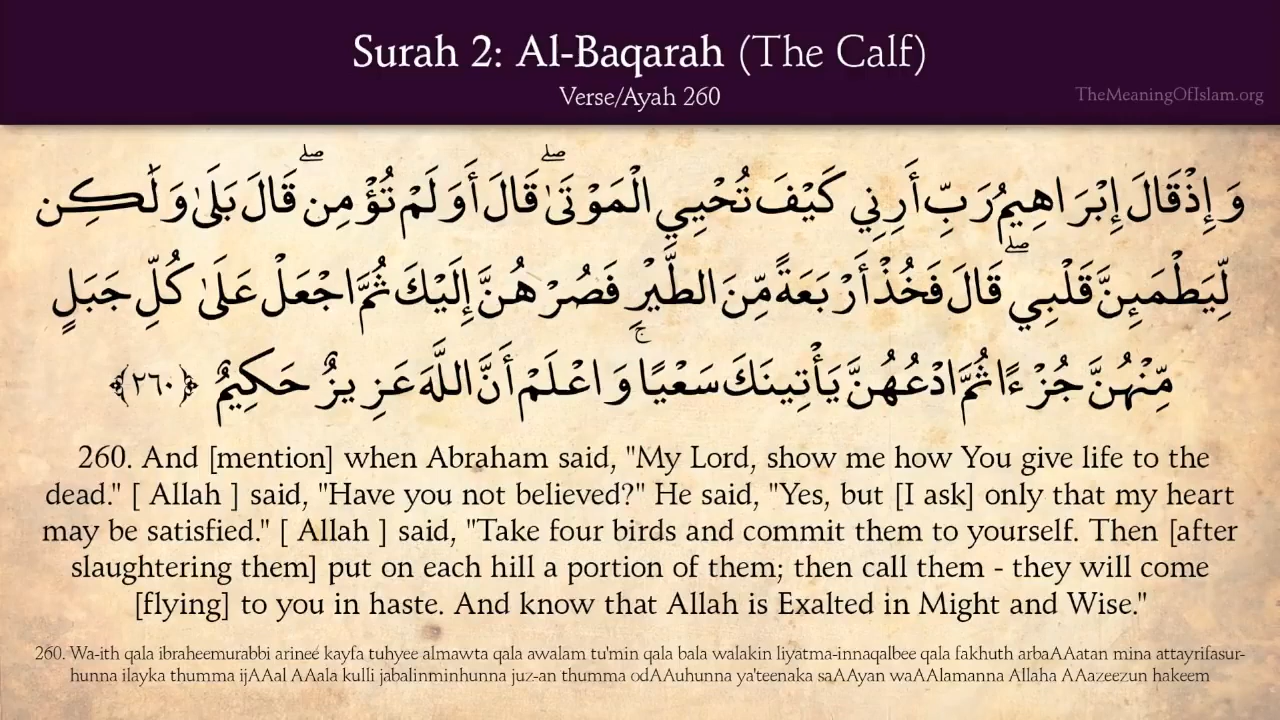 Surah 2: Al-Baqarah (The Calf)
Verse/Ayah 260
TheMeaningOfIslam.org
وَإِذْ قَالَ إِبْرَاهِيمُ رَبِّ أَرِنِي كَيْفَ تُحْيِي الْمَوْتَىٰ ۖ قَالَ أَوَلَمْ تُؤْمِن ۖ قَالَ بَلَىٰ وَلَٰكِن
لِّيَطْمَئِنَّ قَلْبِي ۖ قَالَ فَخُذْ أَرْبَعَةً مِّنَ الطَّيْرِ فَصُرْهُنَّ إِلَيْكَ ثُمَّ اجْعَلْ عَلَىٰ كُلِّ جَبَلٍ
مِّنْهُنَّ جُزْءًا ثُمَّ ادْعُهُنَّ يَأْتِينَكَ سَعْيًا ۚ وَاعْلَمْ أَنَّ اللَّهَ عَزِيزٌ حَكِيمٌ ﴿٢٦٠﴾
260. And [mention] when Abraham said, "My Lord, show me how You give life to the
dead." [ Allah ] said, "Have you not believed?" He said, "Yes, but [I ask] only that my heart
may be satisfied." [ Allah ] said, "Take four birds and commit them to yourself. Then [after
slaughtering them] put on each hill a portion of them; then call them - they will come
[flying] to you in haste. And know that Allah is Exalted in Might and Wise."
260. Wa-ith qala ibraheemurabbi arinee kayfa tuhyee almawta qala awalam tu'min qala bala walakin liyatma-innaqalbee qala fakhuth arbaAAatan mina attayrifasur-
hunna ilayka thumma ijAAal AAala kulli jabalinminhunna juz-an thumma odAAuhunna ya'teenaka saAAyan waAAlamanna Allaha AAazeezun hakeem